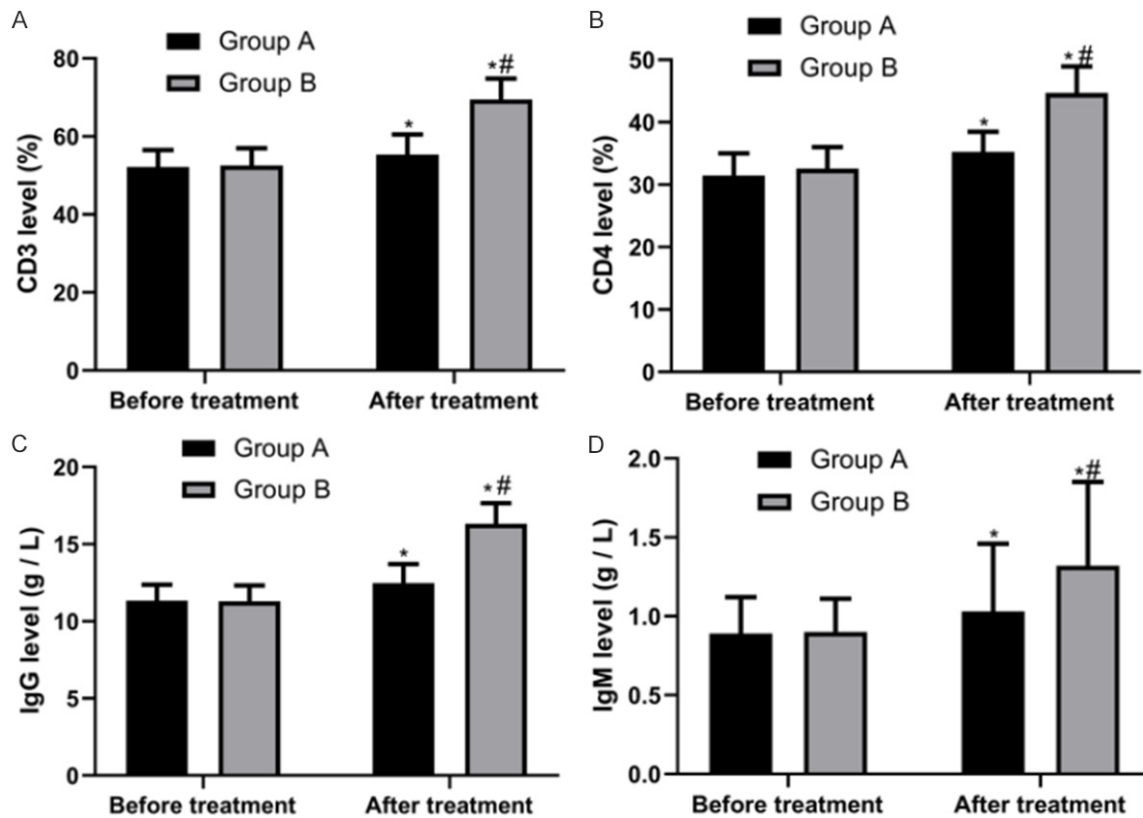 A
Group A
Group B
80
60
40
20
0
CD3 level (%)
*
*#
Before treatment
After treatment
B
Group A
Group B
50
40
30
20
10
0
CD4 level (%)
*
*#
Before treatment
After treatment
C
Group A
Group B
20
15
10
5
0
IgG level (g / L)
*
*#
Before treatment
After treatment
D
Group A
Group B
2.0
1.5
1.0
0.5
0.0
IgM level (g / L)
*
*#
Before treatment
After treatment